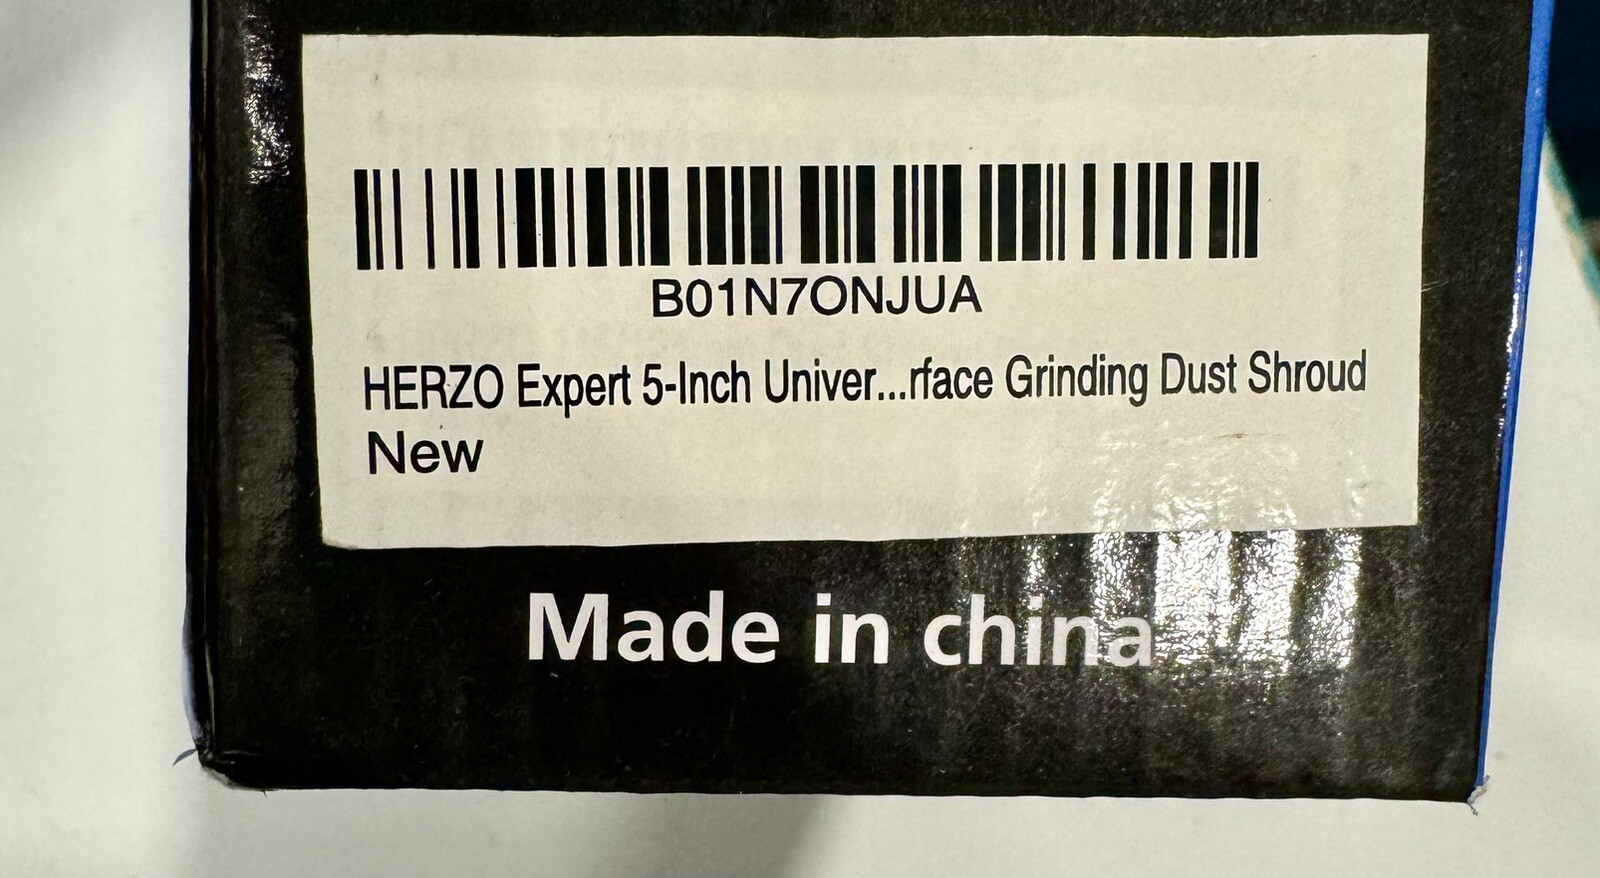 B01N7ONJUA
HERZO Expert 5-Inch Univer...rface Grinding Dust Shroud
New
Made in china